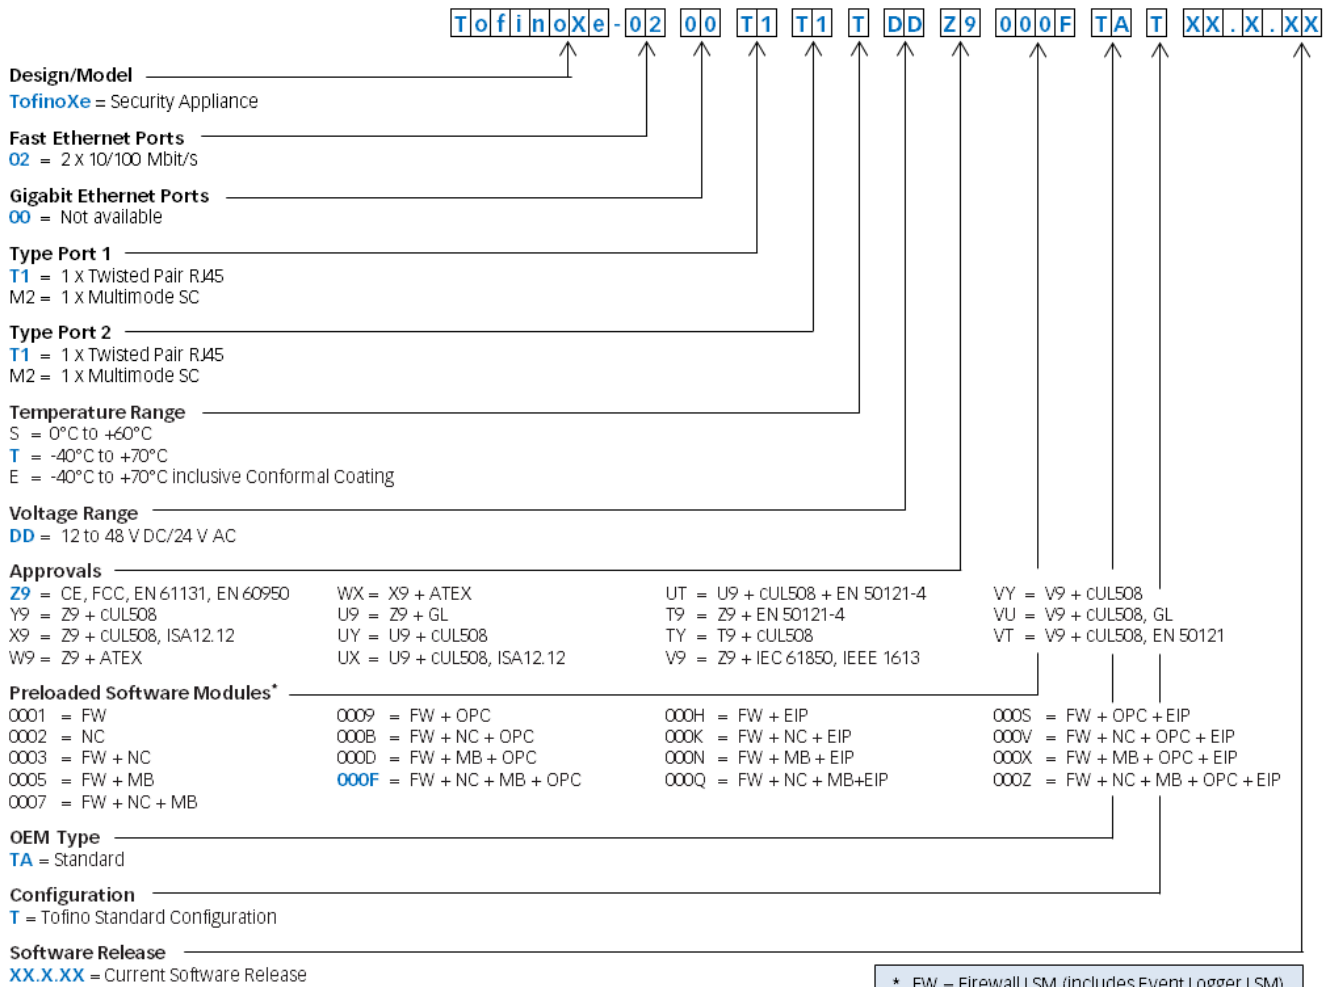 TofinoXe-02 00 T1 T1 T DD Z9 000F TA T XX.X.XX
Design/Model
TofinoXe = Security Appliance
Fast Ethernet Ports
02 = 2 x 10/100 Mbit/s
Gigabit Ethernet Ports
00 = Not available
Type Port 1
T1 = 1 x Twisted Pair RJ45
M2 = 1 x Multimode SC
Type Port 2
T1 = 1 x Twisted Pair RJ45
M2 = 1 x Multimode SC
Temperature Range
S = 0°C to +60°C
T = -40°C to +70°C
E = -40°C to +70°C inclusive Conformal Coating
Voltage Range
DD = 12 to 48 V DC/24 V AC
Approvals
Z9 = CE, FCC, EN 61131, EN 60950
Y9 = Z9 + cUL508
X9 = Z9 + cUL508, ISA12.12
W9 = Z9 + ATEX
WX = X9 + ATEX
U9 = Z9 + GL
UY = U9 + cUL508
UX = U9 + cUL508, ISA12.12
UT = U9 + cUL508 + EN 50121-4
T9 = Z9 + EN 50121-4
TY = T9 + cUL508
V9 = Z9 + IEC 61850, IEEE 1613
VY = V9 + cUL508
VU = V9 + cUL508, GL
VT = V9 + cUL508, EN 50121
Preloaded Software Modules*
0001 = FW
0002 = NC
0003 = FW + NC
0005 = FW + MB
0007 = FW + NC + MB
0009 = FW + OPC
000B = FW + NC + OPC
000D = FW + MB + OPC
000F = FW + NC + MB + OPC
000H = FW + EIP
000K = FW + NC + EIP
000N = FW + MB + EIP
000Q = FW + NC + MB+EIP
000S = FW + OPC + EIP
000V = FW + NC + OPC + EIP
000X = FW + MB + OPC + EIP
000Z = FW + NC + MB + OPC + EIP
OEM Type
TA = Standard
Configuration
T = Tofino Standard Configuration
Software Release
XX.X.XX = Current Software Release
* FW = Firewall LSM (includes Event Logger LSM)